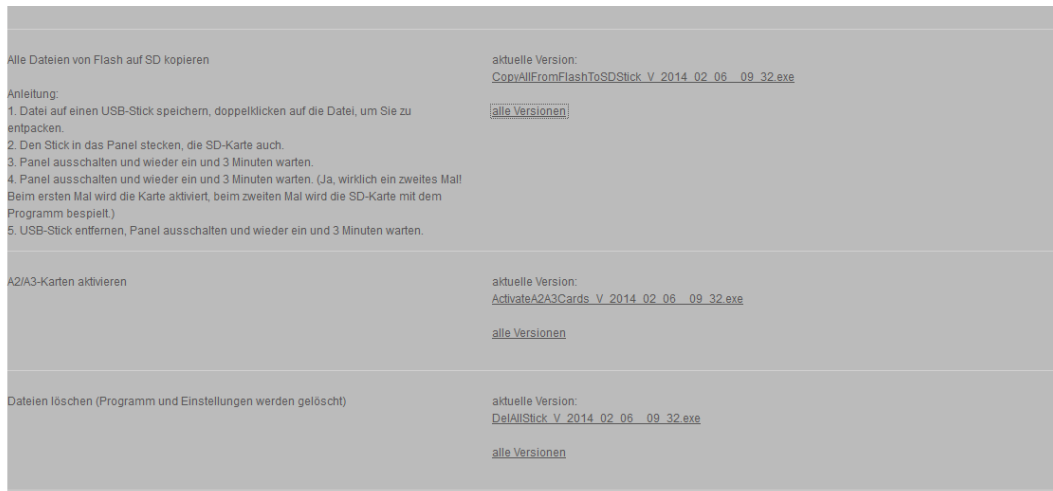 Alle Dateien von Flash auf SD kopieren
aktuelle Version:
CopyAllFromFlashToSDStick_V_2014_02_06__09_32.exe
alle Versionen
Anleitung:
1. Datei auf einen USB-Stick speichern, doppelklicken auf die Datei, um Sie zu
entpacken.
2. Den Stick in das Panel stecken, die SD-Karte auch.
3. Panel ausschalten und wieder ein und 3 Minuten warten.
4. Panel ausschalten und wieder ein und 3 Minuten warten. (Ja, wirklich ein zweites Mal!
Beim ersten Mal wird die Karte aktiviert, beim zweiten Mal wird die SD-Karte mit dem
Programm bespielt.)
5. USB-Stick entfernen, Panel ausschalten und wieder ein und 3 Minuten warten.
A2/A3-Karten aktivieren
aktuelle Version:
ActivateA2A3Cards_V_2014_02_06__09_32.exe
alle Versionen
Dateien löschen (Programm und Einstellungen werden gelöscht)
aktuelle Version:
DelAllStick_V_2014_02_06__09_32.exe
alle Versionen